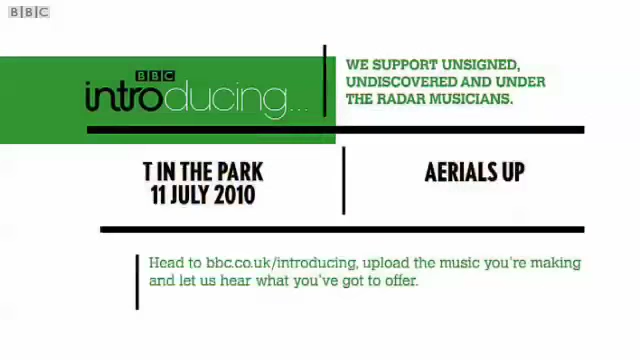 BBC
BBC
introducing...
WE SUPPORT UNSIGNED,
UNDISCOVERED AND UNDER
THE RADAR MUSICIANS.
T IN THE PARK
11 JULY 2010
AERIALS UP
Head to bbc.co.uk/introducing, upload the music you're making
and let us hear what you've got to offer.